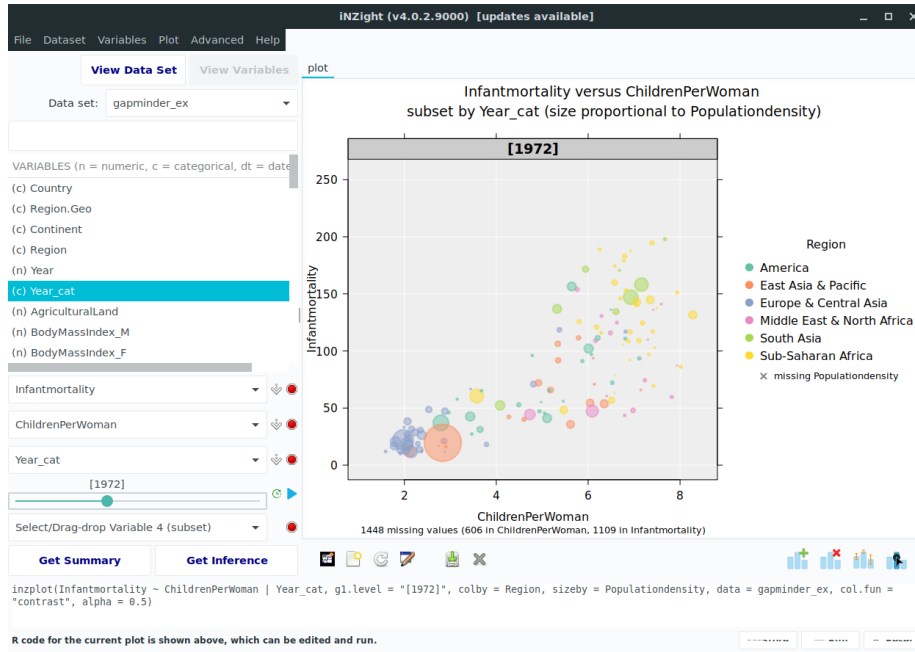 iNZight (v4.0.2.9000) [updates available]
File Dataset Variables Plot Advanced Help
View Data Set View Variables
Data set: gapminder_ex
VARIABLES (n = numeric, c = categorical, dt = date
(c) Country
(c) Region.Geo
(c) Continent
(c) Region
(n) Year
(c) Year_cat
(n) AgriculturalLand
(n) BodyMassIndex_M
(n) BodyMassIndex_F
Infantmortality
ChildrenPerWoman
Year_cat
[1972]
Select/Drag-drop Variable 4 (subset)
Get Summary Get Inference
plot
Infantmortality versus ChildrenPerWoman
subset by Year_cat (size proportional to Populationdensity)
[1972]
250
200
150
100
50
0
Infantmortality
2 4 6 8
ChildrenPerWoman
1448 missing values (606 in ChildrenPerWoman, 1109 in Infantmortality)
Region
America
East Asia & Pacific
Europe & Central Asia
Middle East & North Africa
South Asia
Sub-Saharan Africa
× missing Populationdensity
inzplot(Infantmortality ~ ChildrenPerWoman | Year_cat, g1.level = "[1972]", colby = Region, sizeby = Populationdensity, data = gapminder_ex, col.fun =
"contrast", alpha = 0.5)
R code for the current plot is shown above, which can be edited and run.